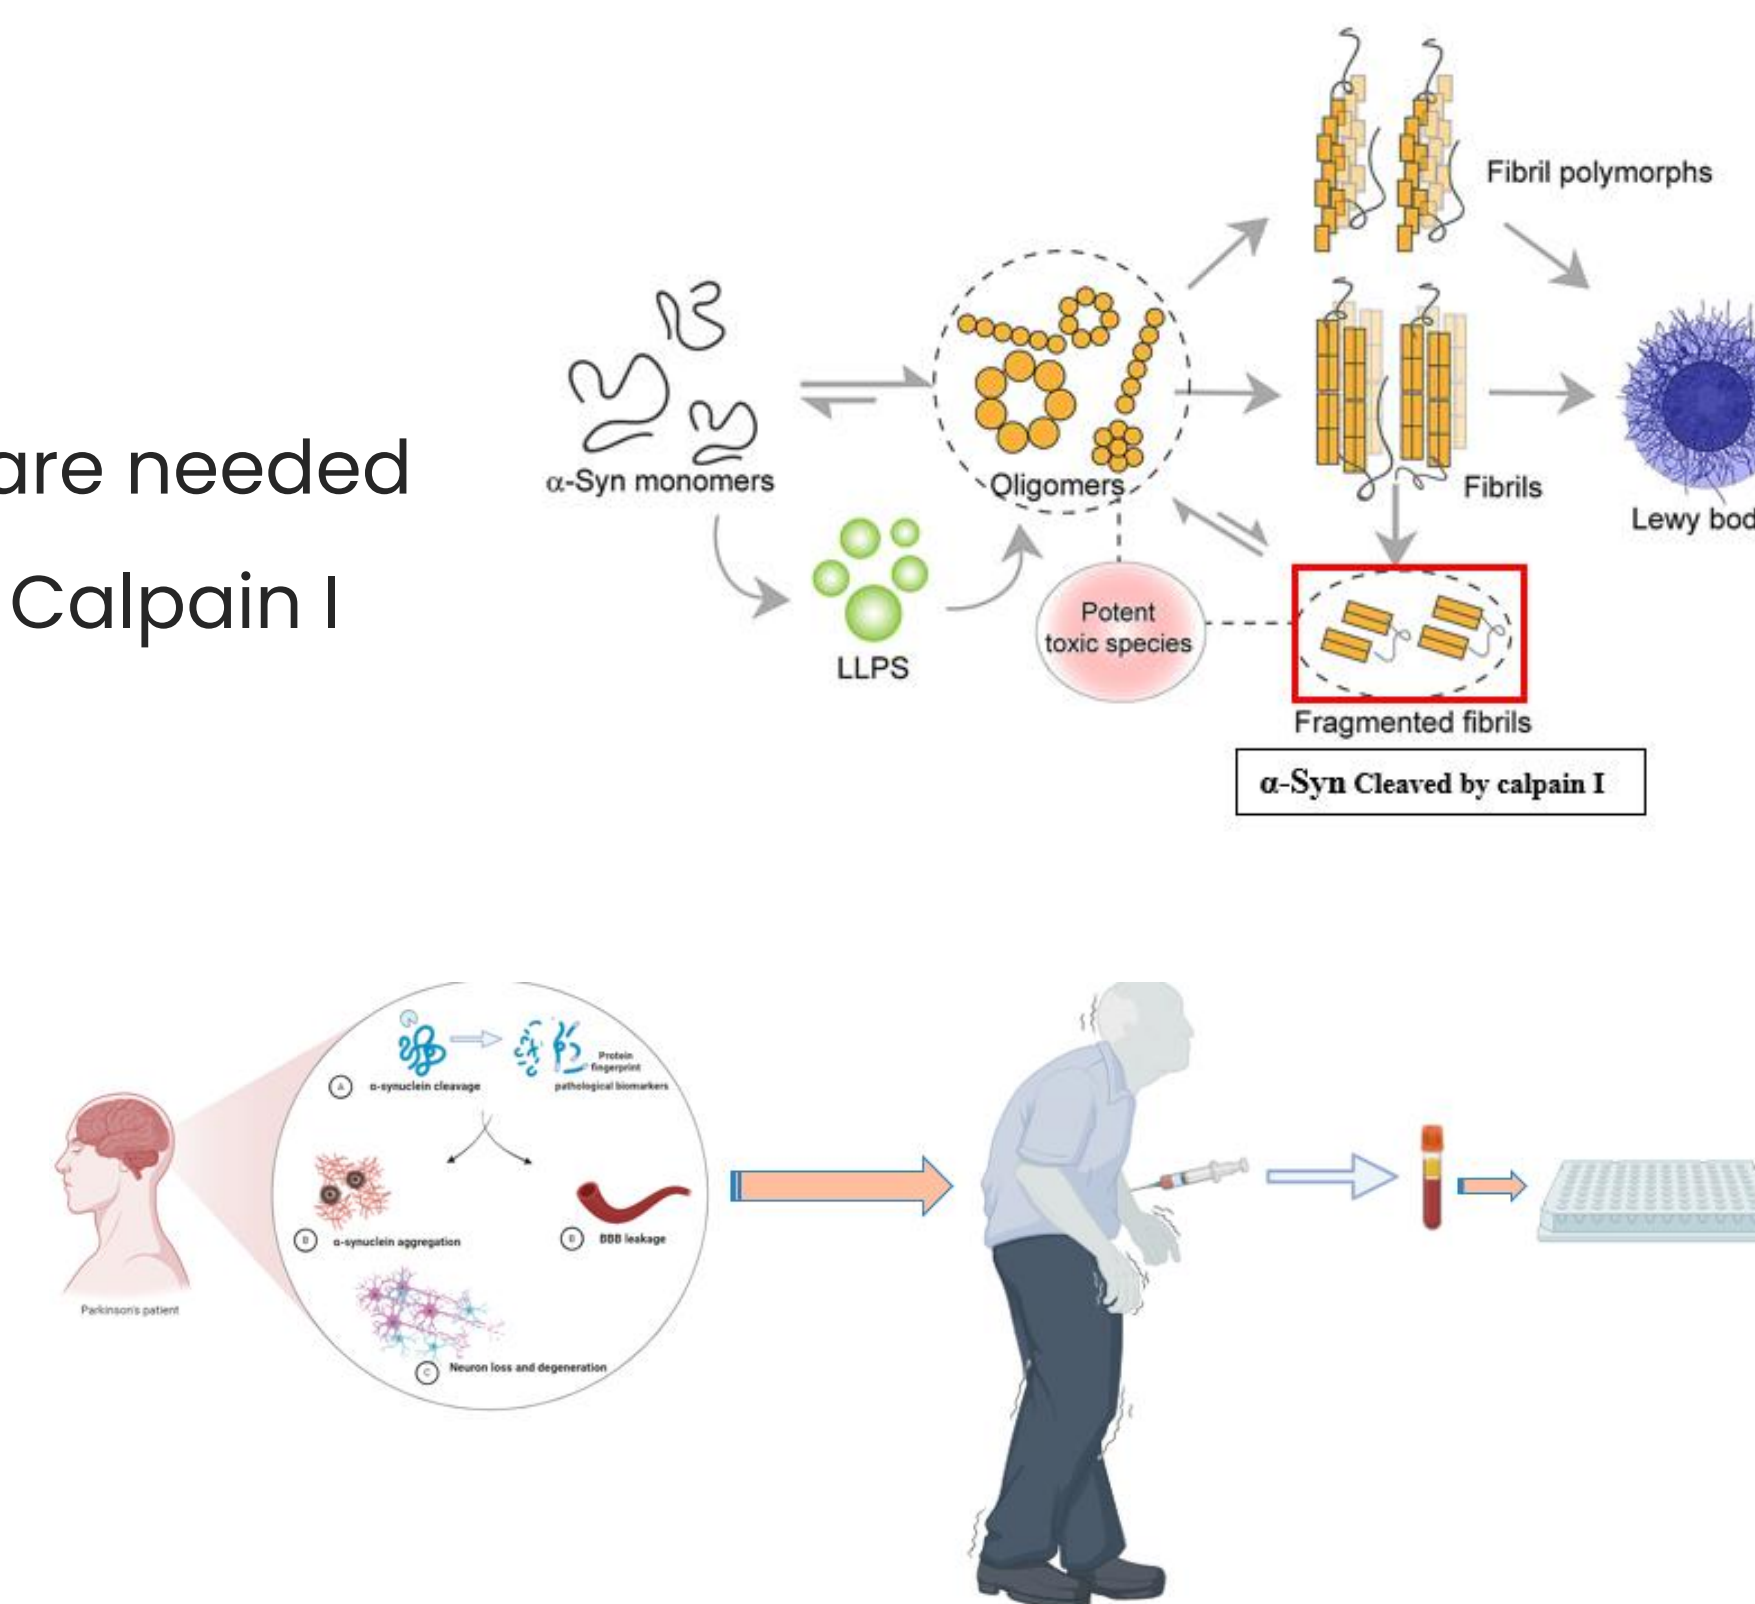 are needed
Calpain I
Fibril polymorphs
α-Syn monomers
Oligomers
Fibrils
Lewy bod
Potent
toxic species
LLPS
Fragmented fibrils
α-Syn Cleaved by calpain I
Protein
fingerprint
A α-synuclein cleavage
pathological biomarkers
B α-synuclein aggregation
B BBB leakage
Parkinson's patient
C Neuron loss and degeneration